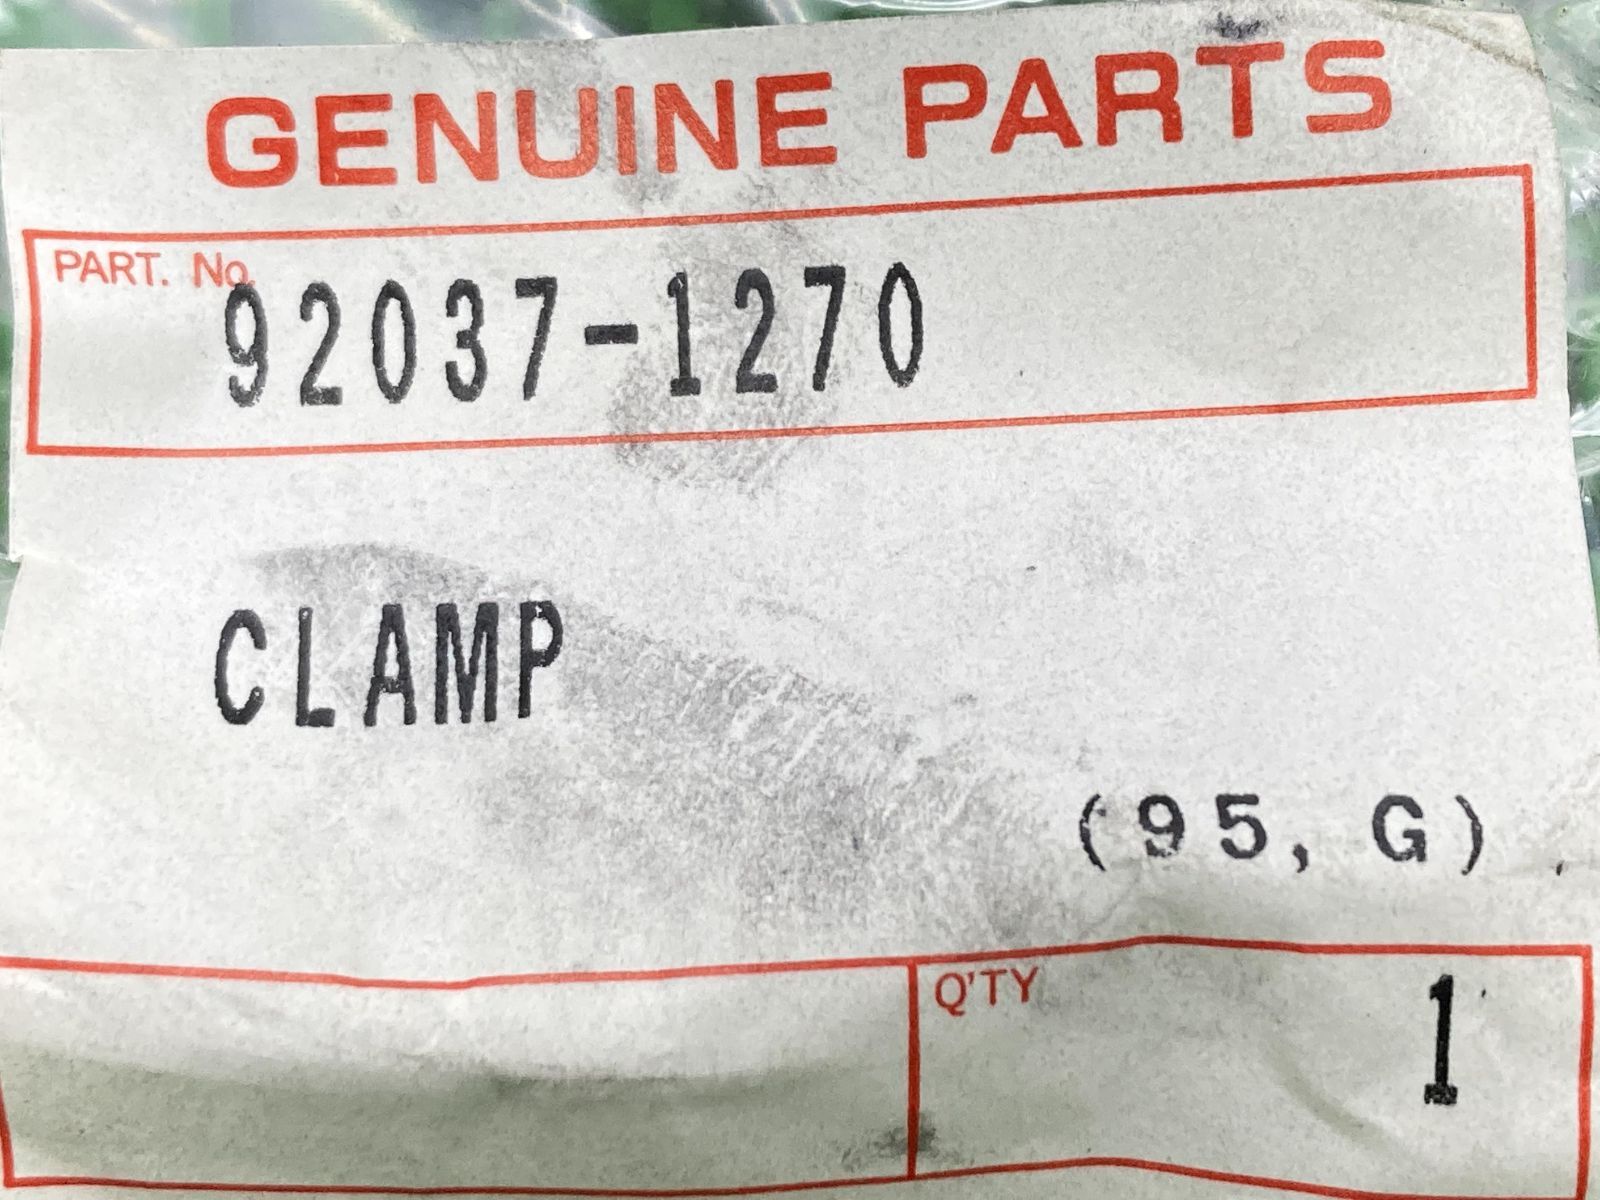 GENUINE PARTS
PART. No.
92037-1270
CLAMP
(95, G)
Q'TY
1